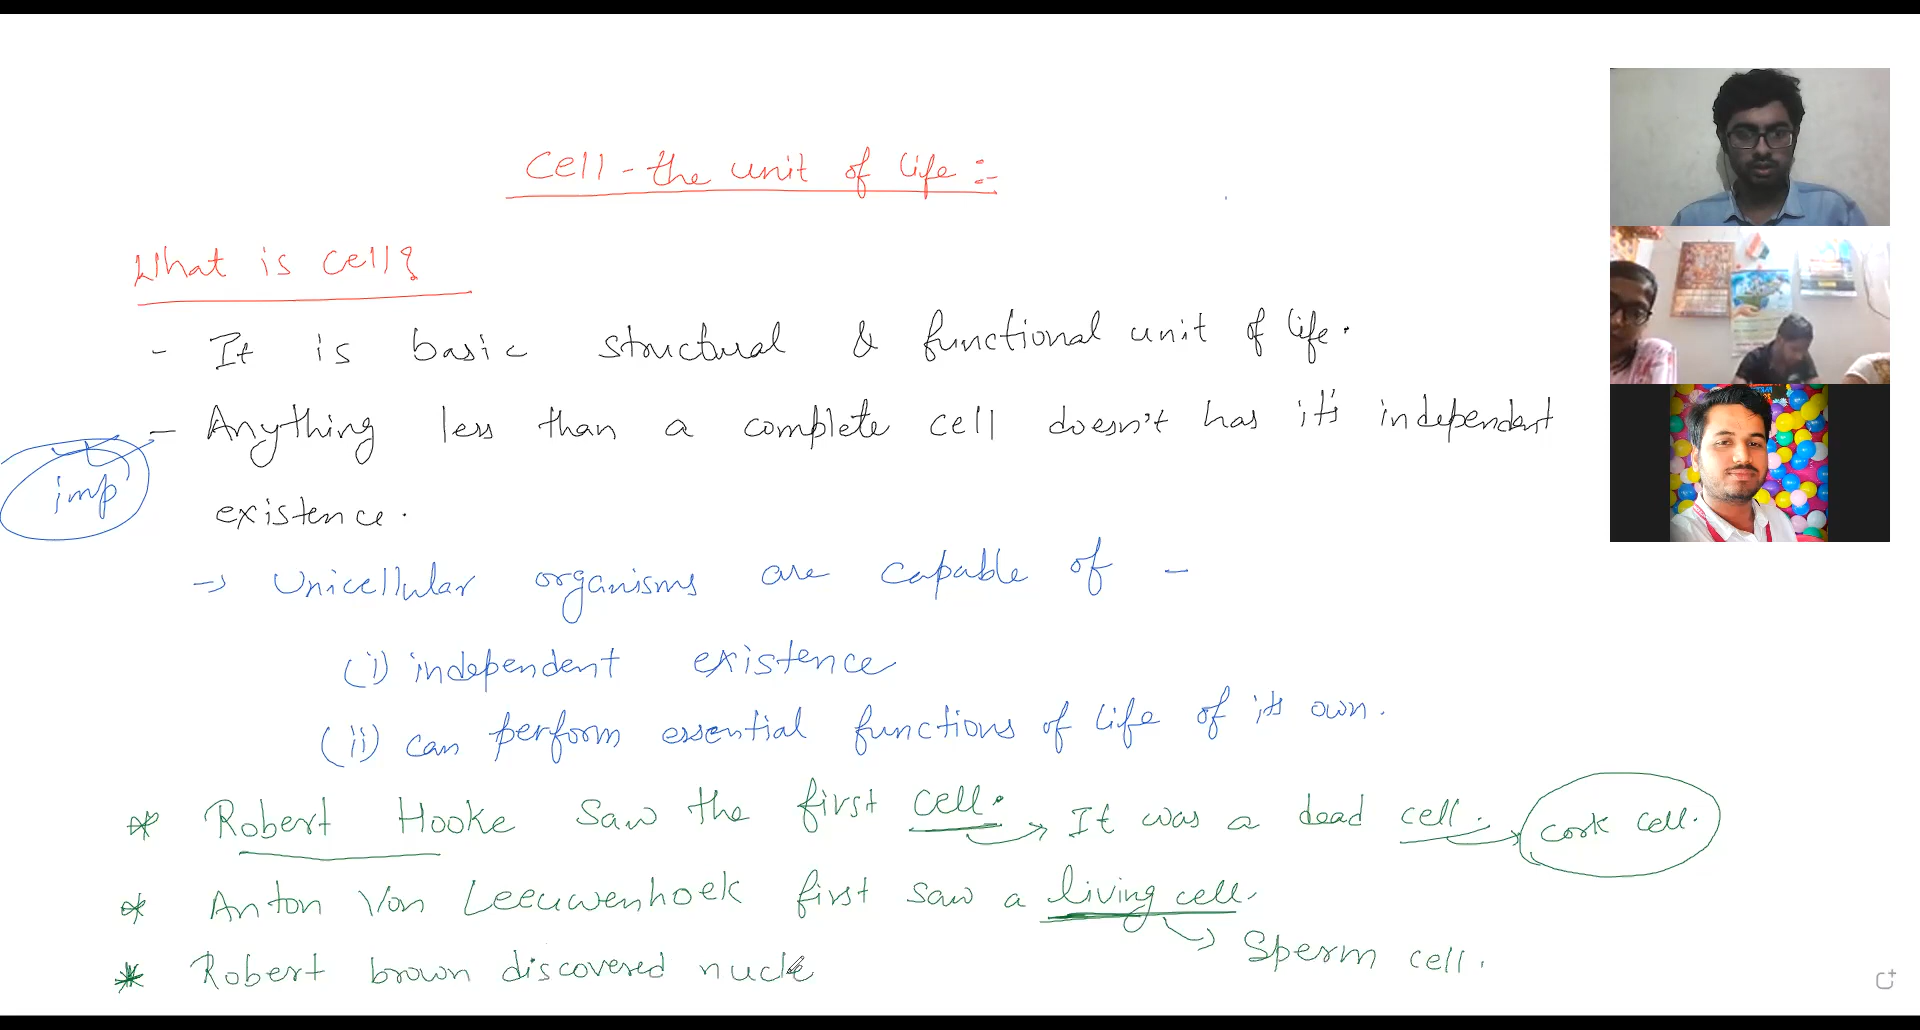 Cell - the unit of life :-
What is cell?
- It is basic structural & functional unit of life.
- Anything less than a complete cell doesn't has it's independent
imp
existence.
→ Unicellular organisms are capable of -
(i) independent existence
(ii) can perform essential functions of life of its own.
* Robert Hooke saw the first cell. → It was a dead cell. → cork cell.
* Anton Von Leeuwenhoek first saw a living cell.
→ Sperm cell.
* Robert brown discovered nucle